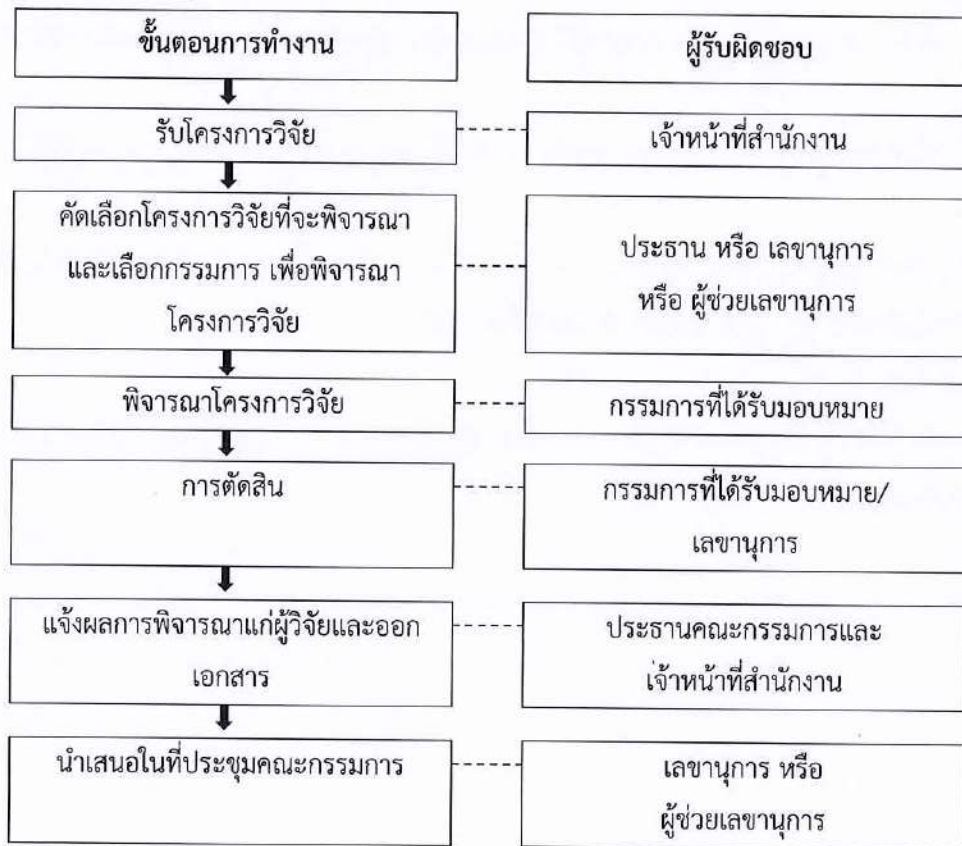 ขั้นตอนการทำงาน
ผู้รับผิดชอบ
รับโครงการวิจัย
เจ้าหน้าที่สำนักงาน
คัดเลือกโครงการวิจัยที่จะพิจารณา
และเลือกกรรมการ เพื่อพิจารณา
โครงการวิจัย
ประธาน หรือ เลขานุการ
หรือ ผู้ช่วยเลขานุการ
พิจารณาโครงการวิจัย
กรรมการที่ได้รับมอบหมาย
การตัดสิน
กรรมการที่ได้รับมอบหมาย/
เลขานุการ
แจ้งผลการพิจารณาแก่ผู้วิจัยและออก
เอกสาร
ประธานคณะกรรมการและ
เจ้าหน้าที่สำนักงาน
นำเสนอในที่ประชุมคณะกรรมการ
เลขานุการ หรือ
ผู้ช่วยเลขานุการ